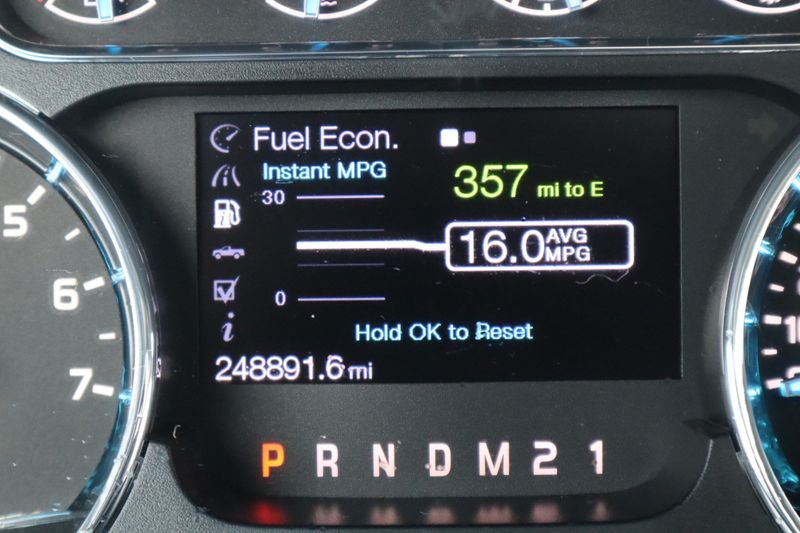 Fuel Econ.
Instant MPG
357 mi to E
30
16.0 AVG MPG
0
Hold OK to Reset
248891.6 mi
5
6
7
P R N D M 2 1